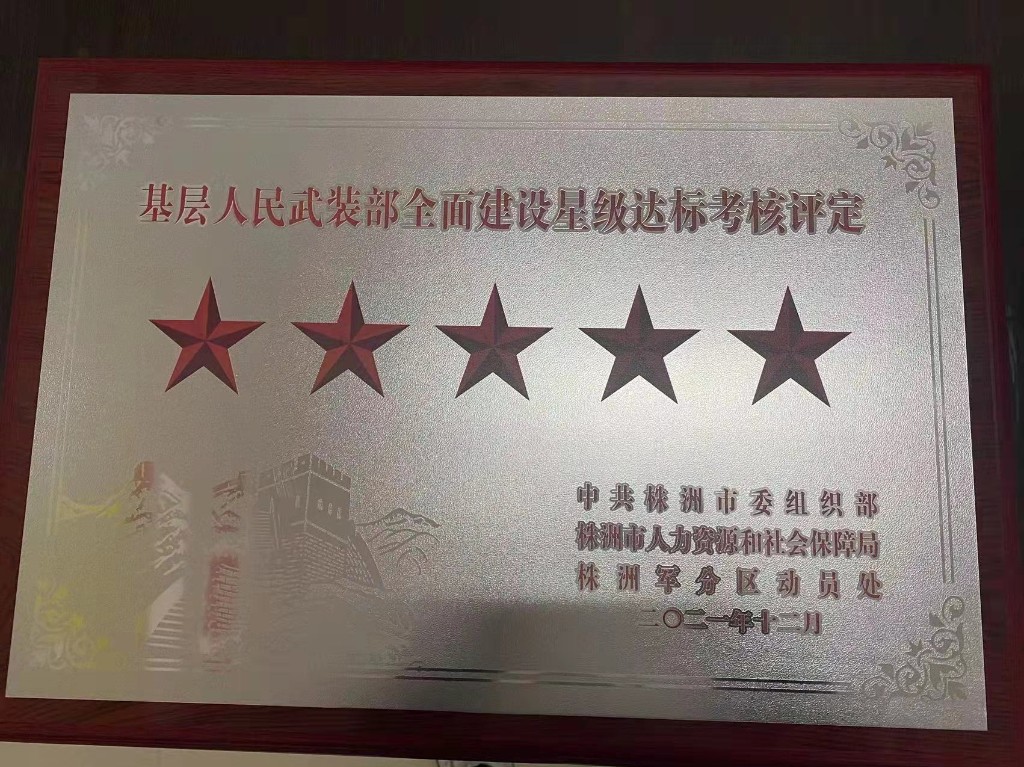 基层人民武装部全面建设星级达标考核评定
中共株洲市委组织部
株洲市人力资源和社会保障局
株洲军分区动员处
二〇二一年十二月